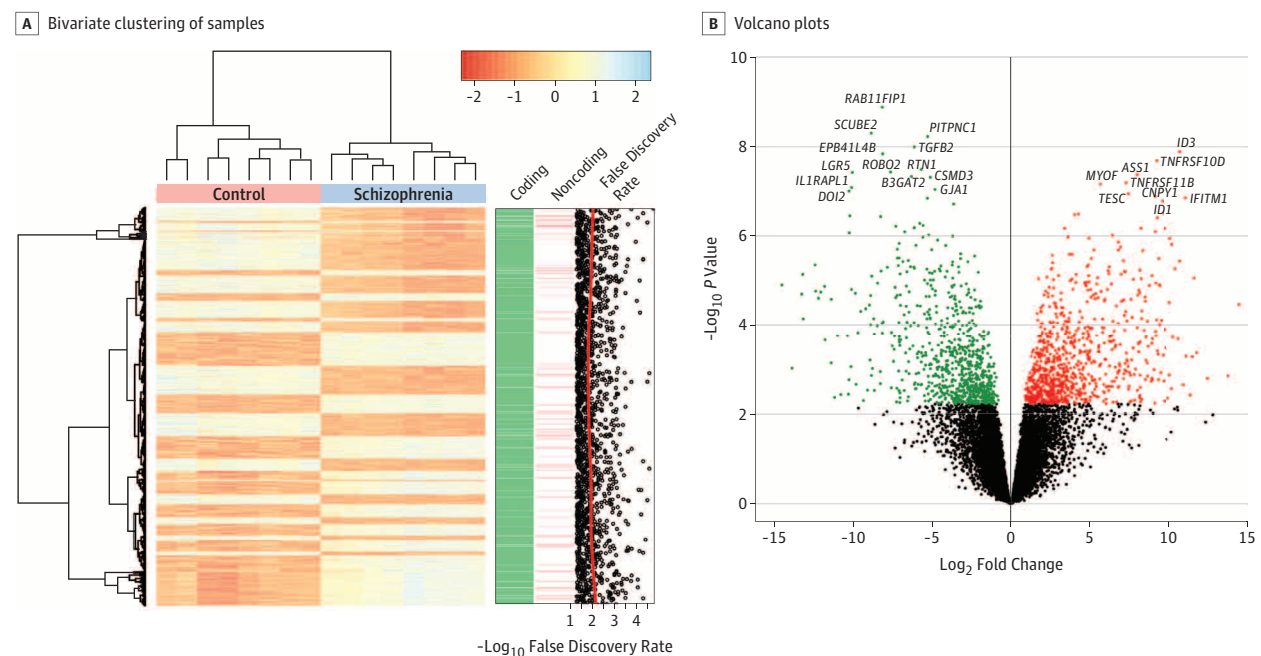 A Bivariate clustering of samples
-2 -1 0 1 2
Control
Schizophrenia
Coding
Noncoding
False Discovery
Rate
1 2 3 4
-Log10 False Discovery Rate
B Volcano plots
10
8
6
4
2
0
-Log10 P Value
RAB11FIP1
SCUBE2
PITPNC1
EPB41L4B
TGFB2
LGR5
ROBO2
RTN1
IL1RAPL1
B3GAT2
CSMD3
DOI2
GJA1
ID3
TNFRSF10D
ASS1
MYOF
TNFRSF11B
TESC
CNPY1
IFITM1
ID1
-15 -10 -5 0 5 10 15
Log2 Fold Change